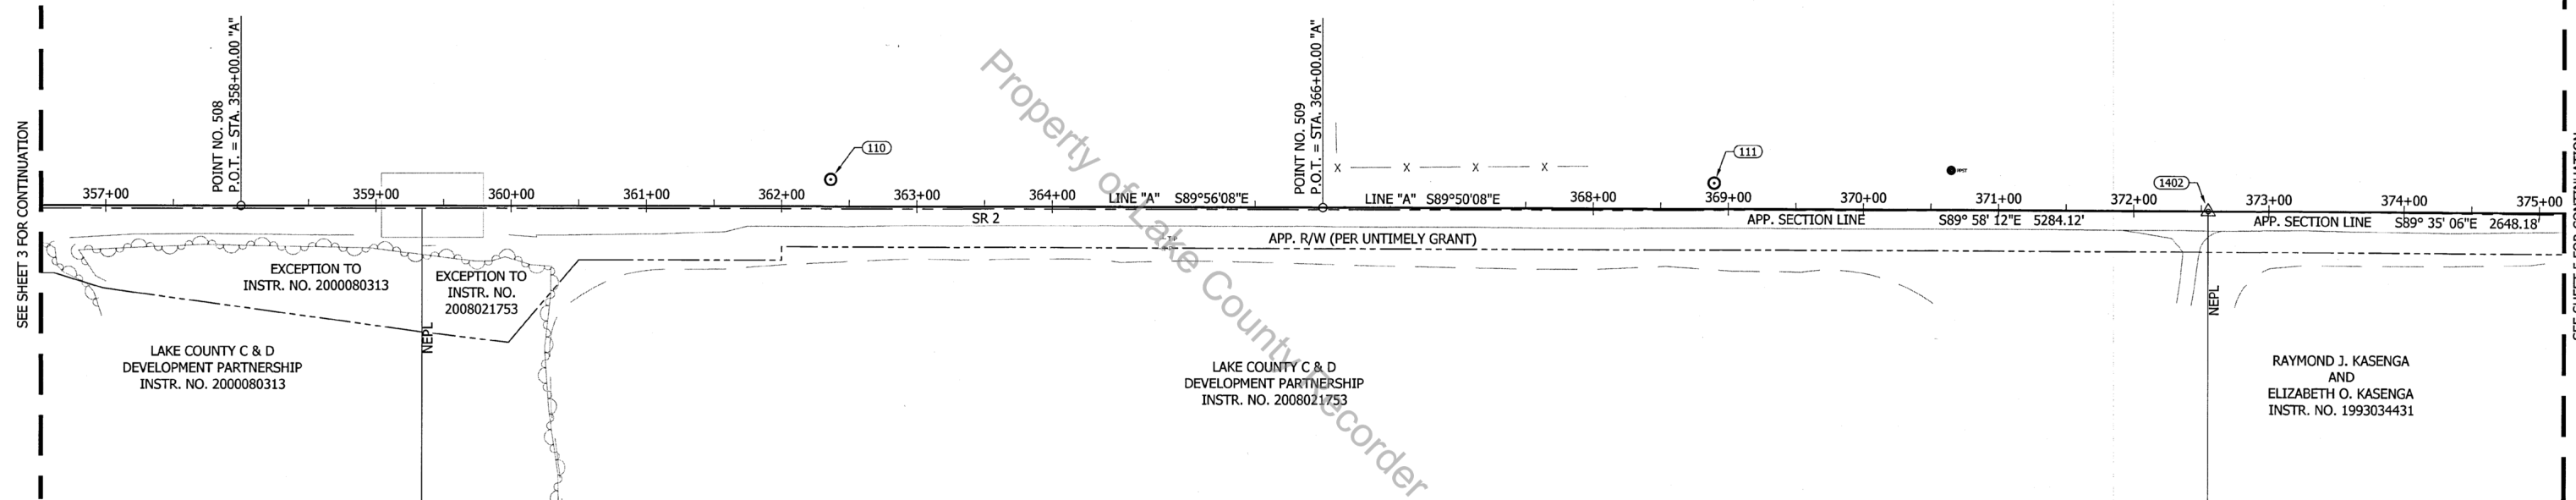 SEE SHEET 3 FOR CONTINUATION
POINT NO. 508
P.O.T. = STA. 358+00.00 "A"
POINT NO. 509
P.O.T. = STA. 366+00.00 "A"
110
111
1402
357+00
359+00
360+00
361+00
362+00
363+00
364+00
LINE "A" S89°56'08"E
LINE "A" S89°50'08"E
368+00
369+00
370+00
371+00
372+00
373+00
374+00
375+00
X X X X
SR 2
APP. SECTION LINE S89° 58' 12"E 5284.12'
APP. SECTION LINE S89° 35' 06"E 2648.18'
APP. R/W (PER UNTIMELY GRANT)
EXCEPTION TO
INSTR. NO. 2000080313
EXCEPTION TO
INSTR. NO.
2008021753
NEPL
NEPL
LAKE COUNTY C & D
DEVELOPMENT PARTNERSHIP
INSTR. NO. 2000080313
LAKE COUNTY C & D
DEVELOPMENT PARTNERSHIP
INSTR. NO. 2008021753
RAYMOND J. KASENGA
AND
ELIZABETH O. KASENGA
INSTR. NO. 1993034431
Property of Lake County Recorder